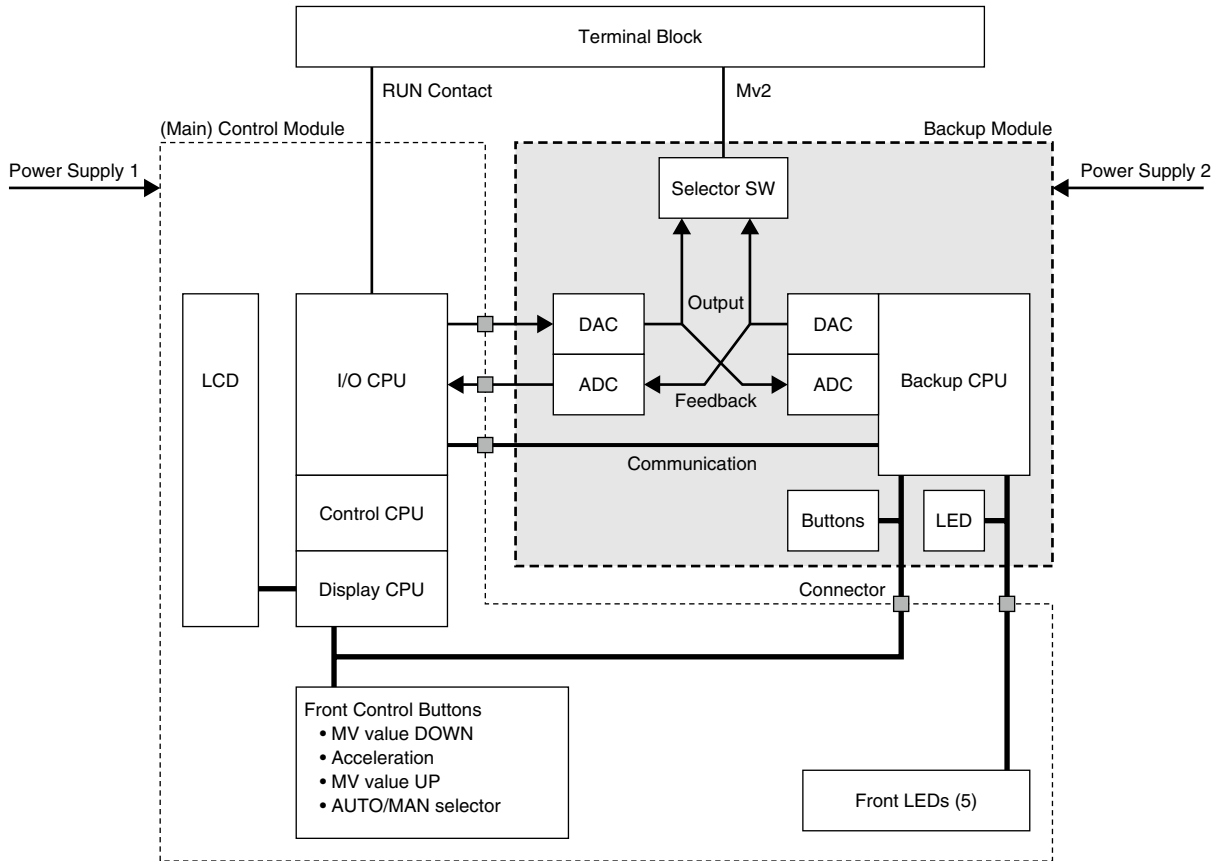 Terminal Block
RUN Contact
Mv2
(Main) Control Module
Backup Module
Power Supply 1
Power Supply 2
Selector SW
LCD
I/O CPU
DAC
Output
DAC
ADC
Feedback
ADC
Backup CPU
Communication
Control CPU
Buttons
LED
Display CPU
Connector
Front Control Buttons
• MV value DOWN
• Acceleration
• MV value UP
• AUTO/MAN selector
Front LEDs (5)